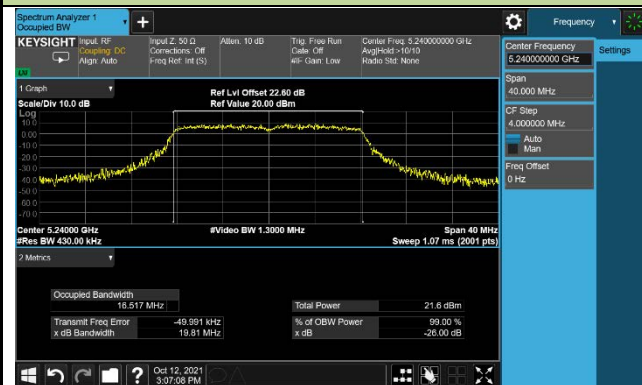 Spectrum Analyzer 1
Occupied BW
Frequency
KEYSIGHT
Input: RF
Coupling: DC
Align: Auto
Input Z: 50 Ω
Corrections: Off
Freq Ref: Int (S)
Atten: 10 dB
Trig: Free Run
Gate: Off
#IF Gain: Low
Center Freq: 5.240000000 GHz
Avg|Hold:>10/10
Radio Std: None
LNI
Center Frequency
5.240000000 GHz
Settings
Span
40.000 MHz
CF Step
4.000000 MHz
Auto
Man
Freq Offset
0 Hz
1 Graph
Scale/Div 10.0 dB
Ref Lvl Offset 22.60 dB
Ref Value 20.00 dBm
Log
10.0
0.00
-10.0
-20.0
-30.0
-40.0
-50.0
-60.0
-70.0
Center 5.24000 GHz
#Res BW 430.00 kHz
#Video BW 1.3000 MHz
Span 40 MHz
Sweep 1.07 ms (2001 pts)
2 Metrics
Occupied Bandwidth
16.517 MHz
Total Power
21.6 dBm
Transmit Freq Error
-49.991 kHz
% of OBW Power
99.00 %
x dB Bandwidth
19.81 MHz
x dB
-26.00 dB
?
Oct 12, 2021
3:07:08 PM